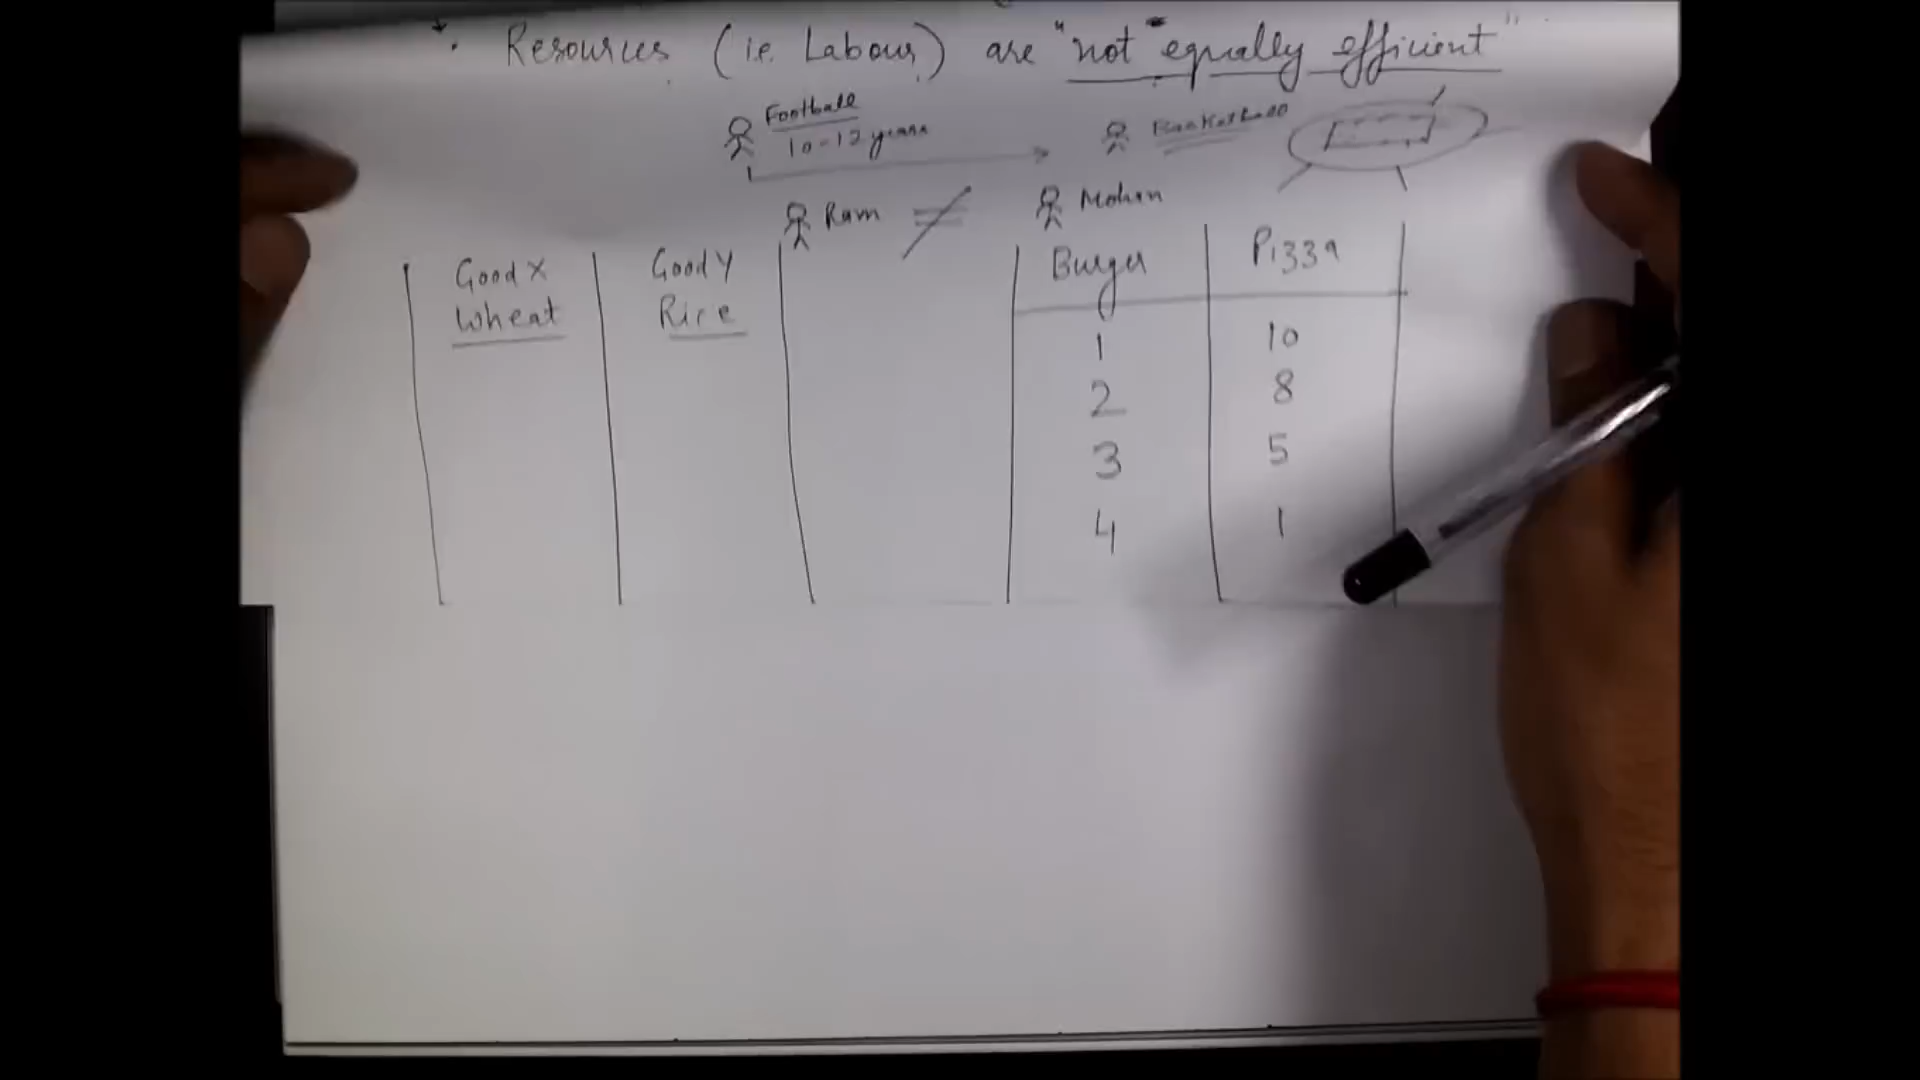 Resources (i.e. Labour) are "not equally efficient"
Football
10-12 years
Basketball
Ram ≠ Mohan
Good X Good Y Burger Pizza
Wheat Rice
1 10
2 8
3 5
4 1